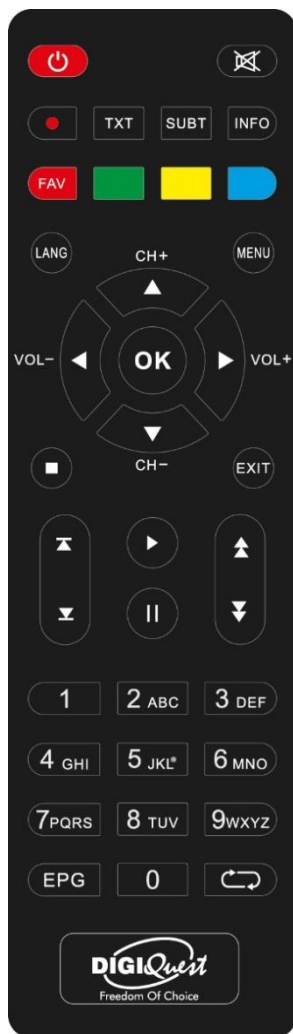 TXT SUBT INFO
FAV
LANG CH+ MENU
VOL- OK VOL+
CH- EXIT
1 2 ABC 3 DEF
4 GHI 5 JKL 6 MNO
7PQRS 8 TUV 9WXYZ
EPG 0
DIGIQuest
Freedom Of Choice